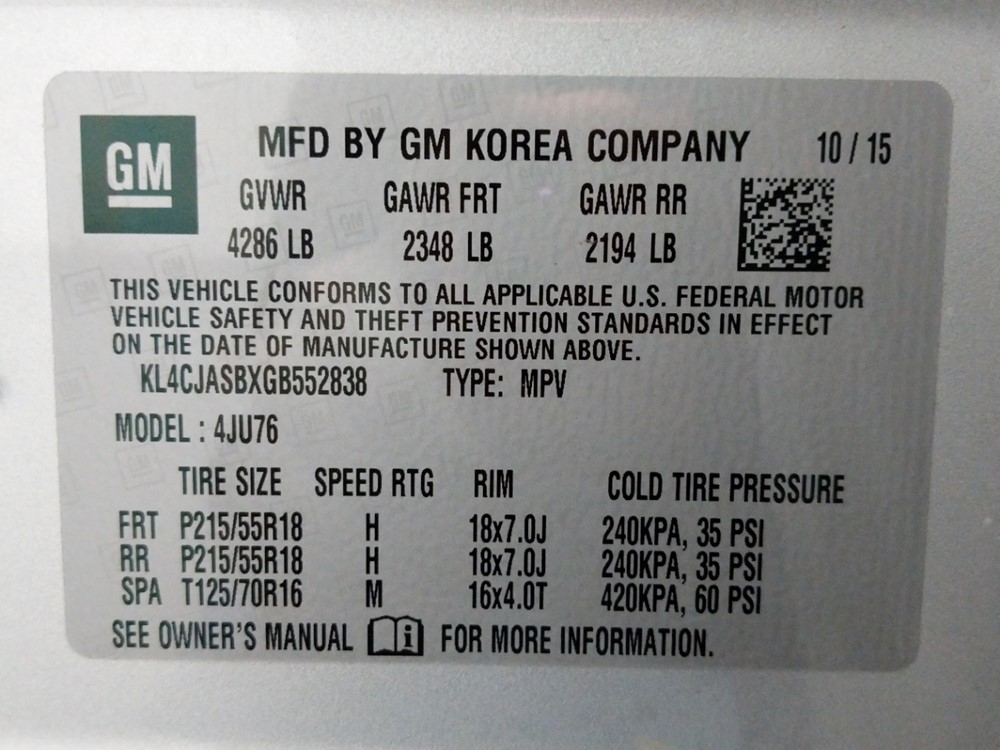 GM
MFD BY GM KOREA COMPANY 10 / 15
GVWR GAWR FRT GAWR RR
4286 LB 2348 LB 2194 LB
THIS VEHICLE CONFORMS TO ALL APPLICABLE U.S. FEDERAL MOTOR
VEHICLE SAFETY AND THEFT PREVENTION STANDARDS IN EFFECT
ON THE DATE OF MANUFACTURE SHOWN ABOVE.
KL4CJASBXGB552838 TYPE: MPV
MODEL : 4JU76
TIRE SIZE SPEED RTG RIM COLD TIRE PRESSURE
FRT P215/55R18 H 18x7.0J 240KPA, 35 PSI
RR P215/55R18 H 18x7.0J 240KPA, 35 PSI
SPA T125/70R16 M 16x4.0T 420KPA, 60 PSI
SEE OWNER'S MANUAL i FOR MORE INFORMATION.